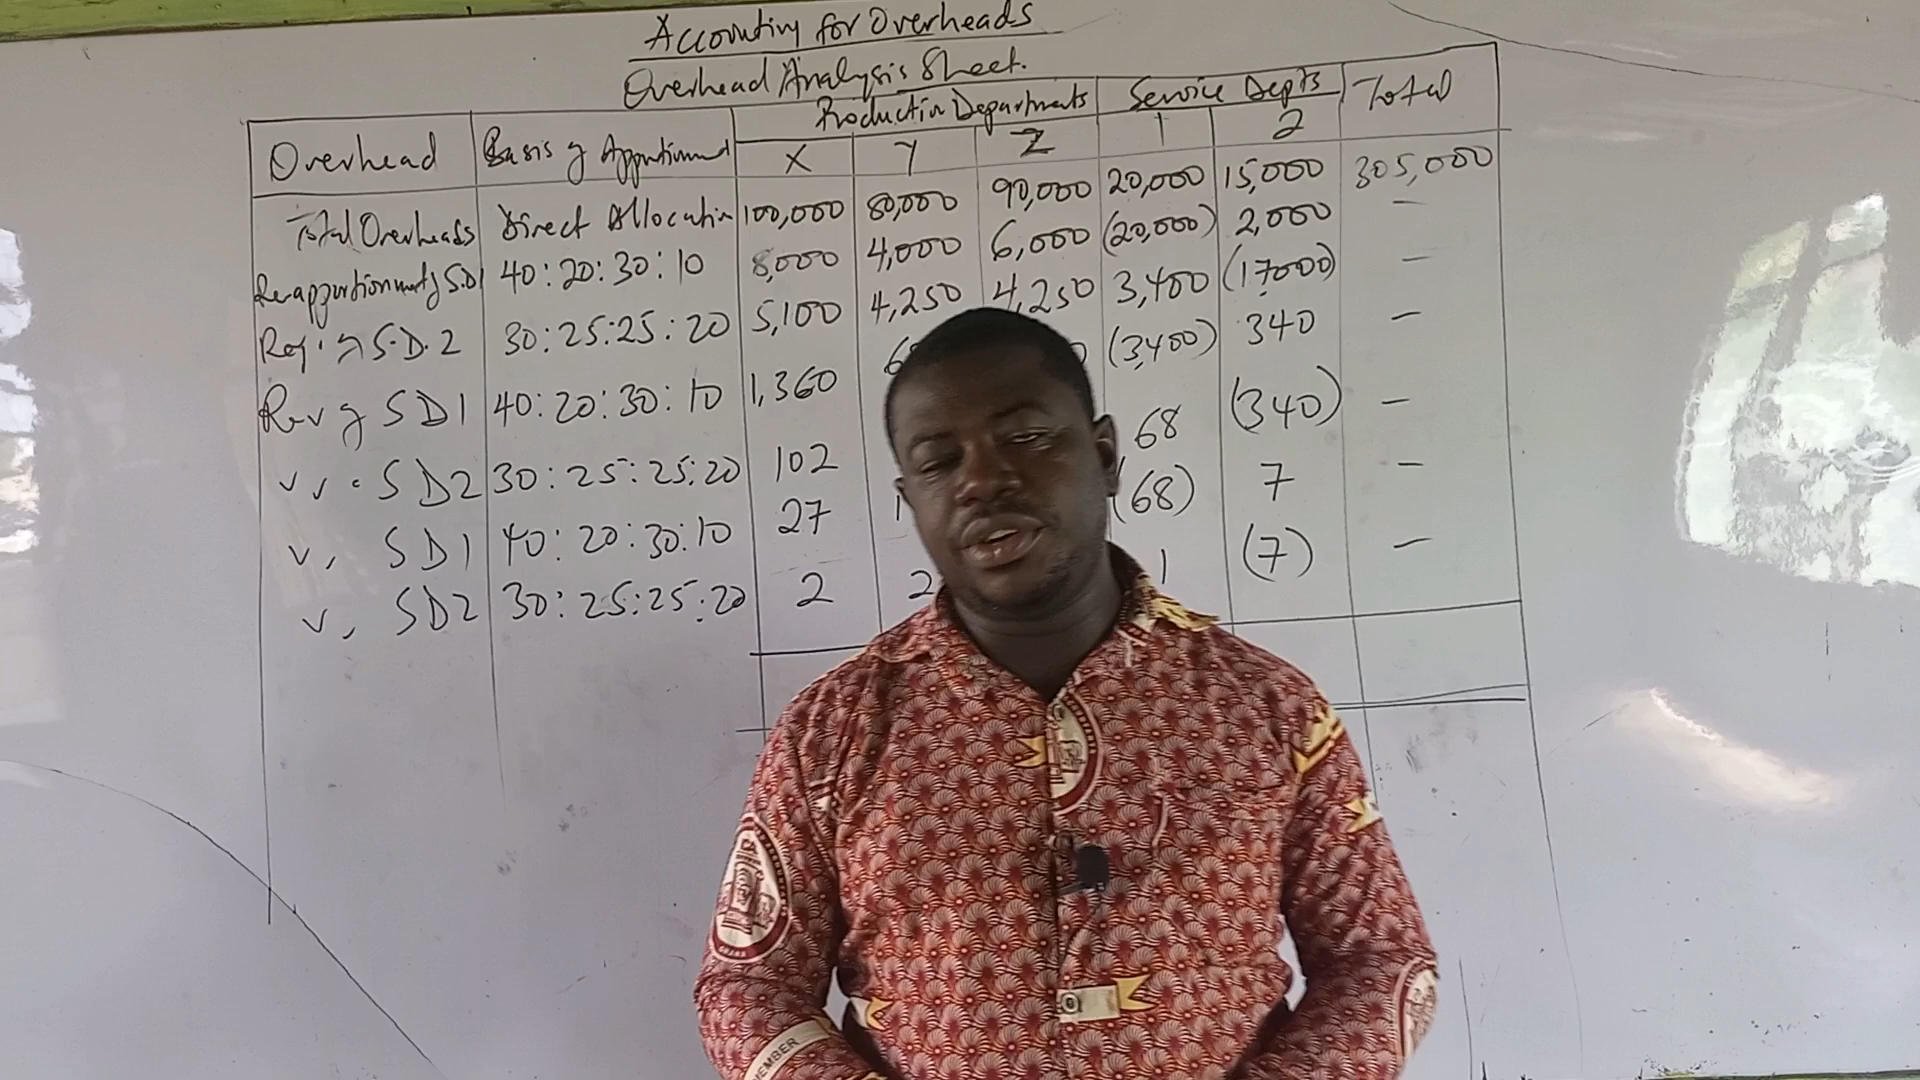 Accounting for Overheads
Overhead Analysis Sheet.
Production Departments Service Depts Total
Overhead Basis of Apportionment X Y Z 1 2
Total Overheads Direct Allocation 100,000 80,000 90,000 20,000 15,000 305,000
Re-apportionment of S.D1 40:20:30:10 8,000 4,000 6,000 (20,000) 2,000 -
Rep. of S.D.2 30:25:25:20 5,100 4,250 4,250 3,400 (17,000) -
SD1 40:20:30:10 1,360 (3,400) 340 -
SD2 30:25:25:20 102 68 (340) -
SD1 40:20:30:10 27 (68) 7 -
SD2 30:25:25:20 2 2 1 (7) -
EMBER